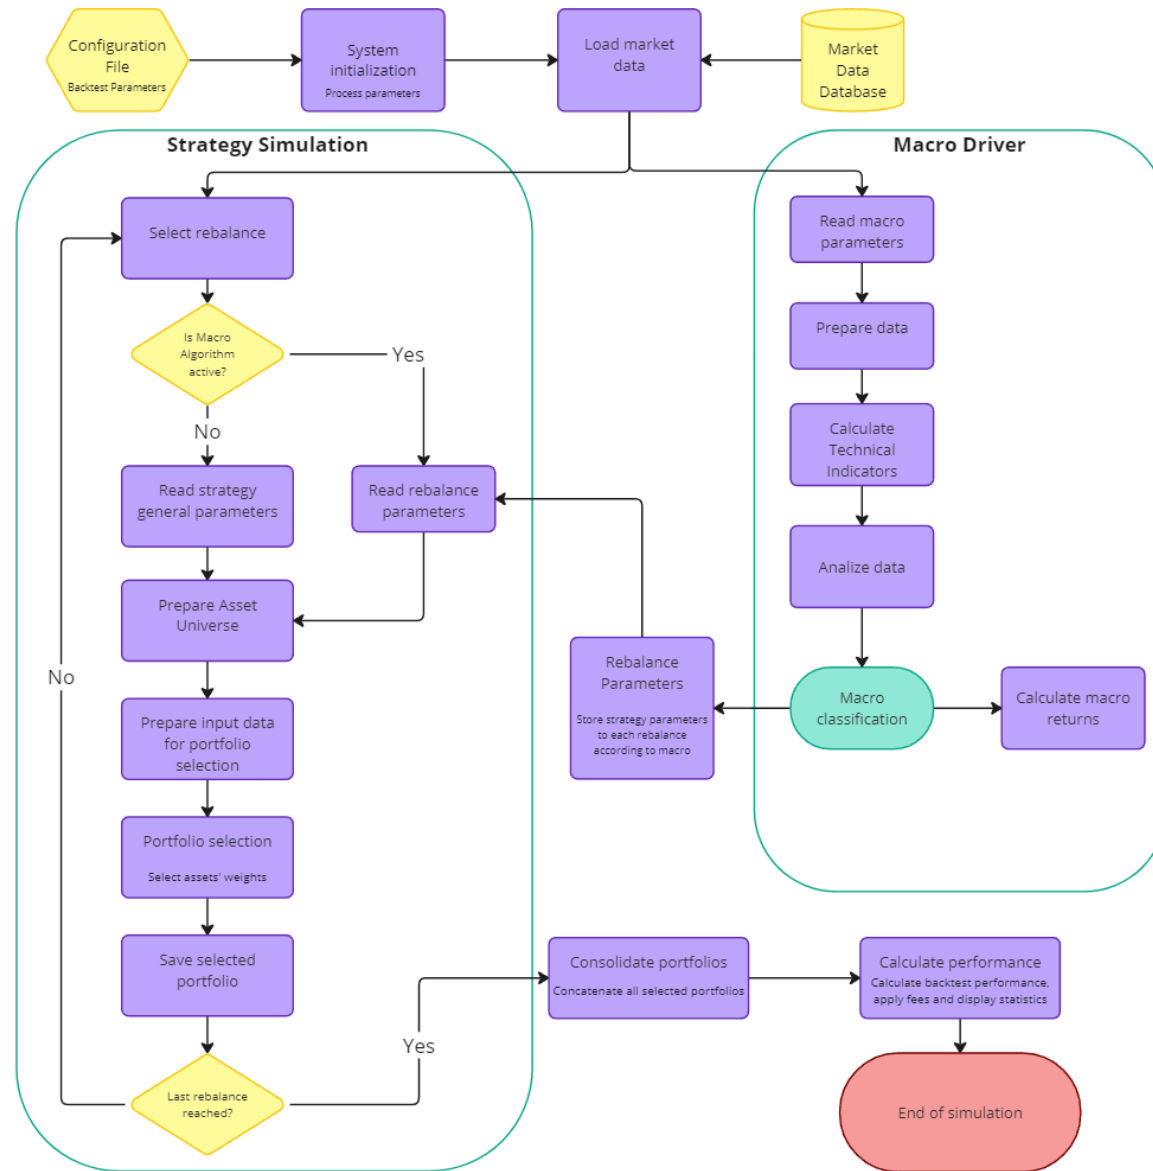 Configuration
File
Backtest Parameters
System
initialization
Process parameters
Load market
data
Market
Data
Database
Strategy Simulation
Select rebalance
Is Macro
Algorithm
active?
Yes
No
Read strategy
general parameters
Read rebalance
parameters
Prepare Asset
Universe
No
Prepare input data
for portfolio
selection
Portfolio selection
Select assets' weights
Save selected
portfolio
Last rebalance
reached?
Yes
Macro Driver
Read macro
parameters
Prepare data
Calculate
Technical
Indicators
Analize data
Macro
classification
Calculate macro
returns
Rebalance
Parameters
Store strategy parameters
to each rebalance
according to macro
Consolidate portfolios
Concatenate all selected portfolios
Calculate performance
Calculate backtest performance,
apply fees and display statistics
End of simulation